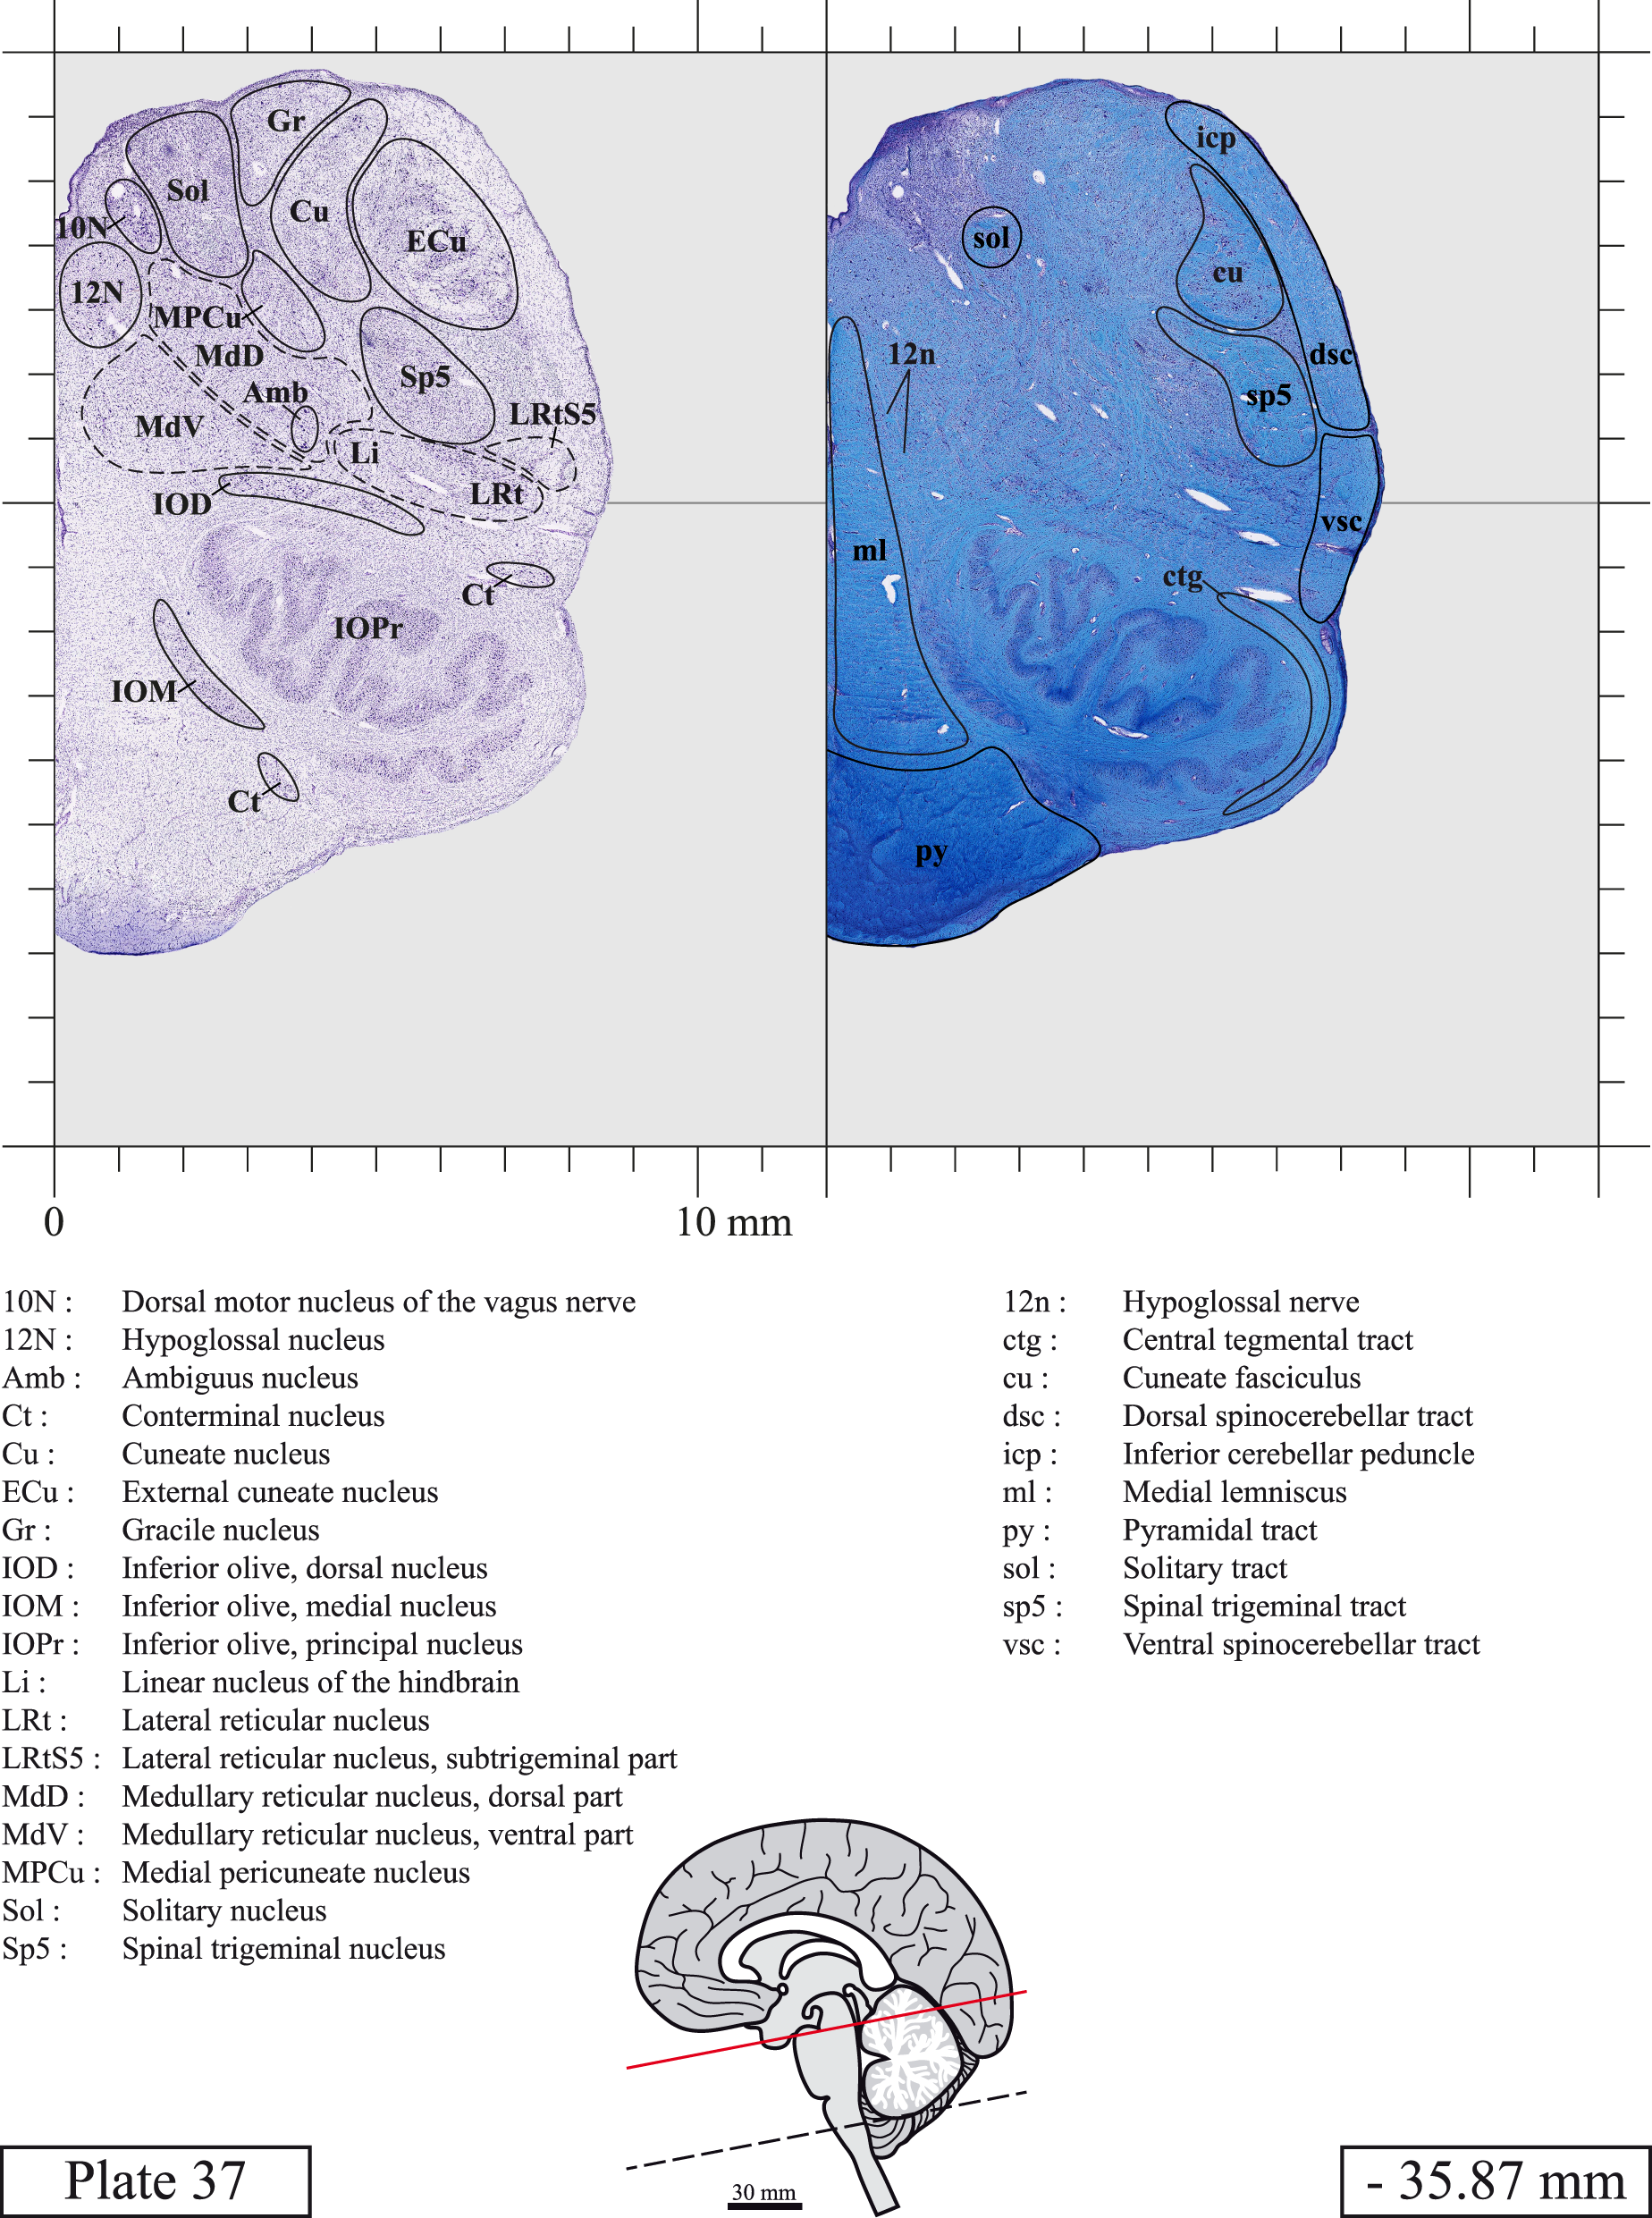 Gr
icp
Sol
Cu
10N
ECu
sol
cu
12N
MPCu
MdD
12n
dsc
Sp5
sp5
Amb
LRtS5
MdV
Li
LRt
IOD
vsc
ml
ctg
Ct
IOPr
IOM
Ct
py
0
10 mm
10N : Dorsal motor nucleus of the vagus nerve
12N : Hypoglossal nucleus
Amb : Ambiguus nucleus
Ct : Conterminal nucleus
Cu : Cuneate nucleus
ECu : External cuneate nucleus
Gr : Gracile nucleus
IOD : Inferior olive, dorsal nucleus
IOM : Inferior olive, medial nucleus
IOPr : Inferior olive, principal nucleus
Li : Linear nucleus of the hindbrain
LRt : Lateral reticular nucleus
LRtS5 : Lateral reticular nucleus, subtrigeminal part
MdD : Medullary reticular nucleus, dorsal part
MdV : Medullary reticular nucleus, ventral part
MPCu : Medial pericuneate nucleus
Sol : Solitary nucleus
Sp5 : Spinal trigeminal nucleus
12n : Hypoglossal nerve
ctg : Central tegmental tract
cu : Cuneate fasciculus
dsc : Dorsal spinocerebellar tract
icp : Inferior cerebellar peduncle
ml : Medial lemniscus
py : Pyramidal tract
sol : Solitary tract
sp5 : Spinal trigeminal tract
vsc : Ventral spinocerebellar tract
Plate 37
30 mm
- 35.87 mm